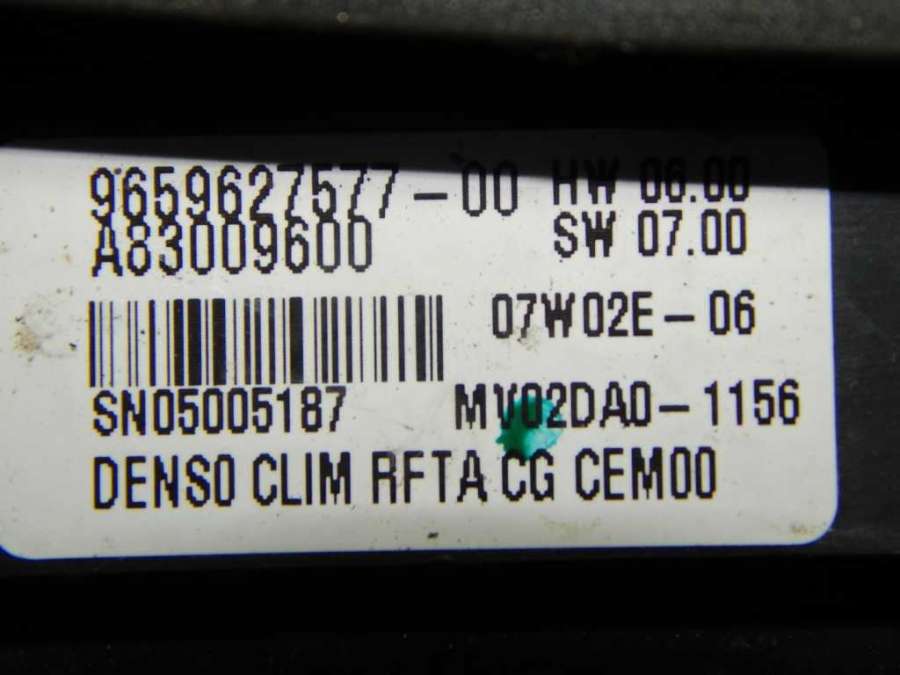 9659627577-00 HW 06.00
A83009600 SW 07.00
07W02E-06
SN05005187 MV02DA0-1156
DENSO CLIM RFTA CG CEM00